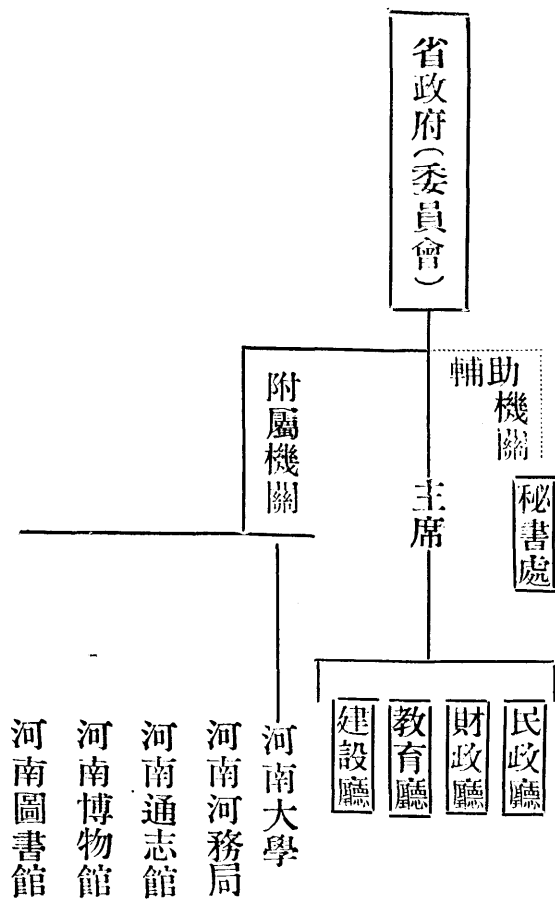 省政府(委員會)
輔助機關
秘書處
主席
民政廳
財政廳
教育廳
建設廳
附屬機關
河南大學
河南河務局
河南通志館
河南博物館
河南圖書館